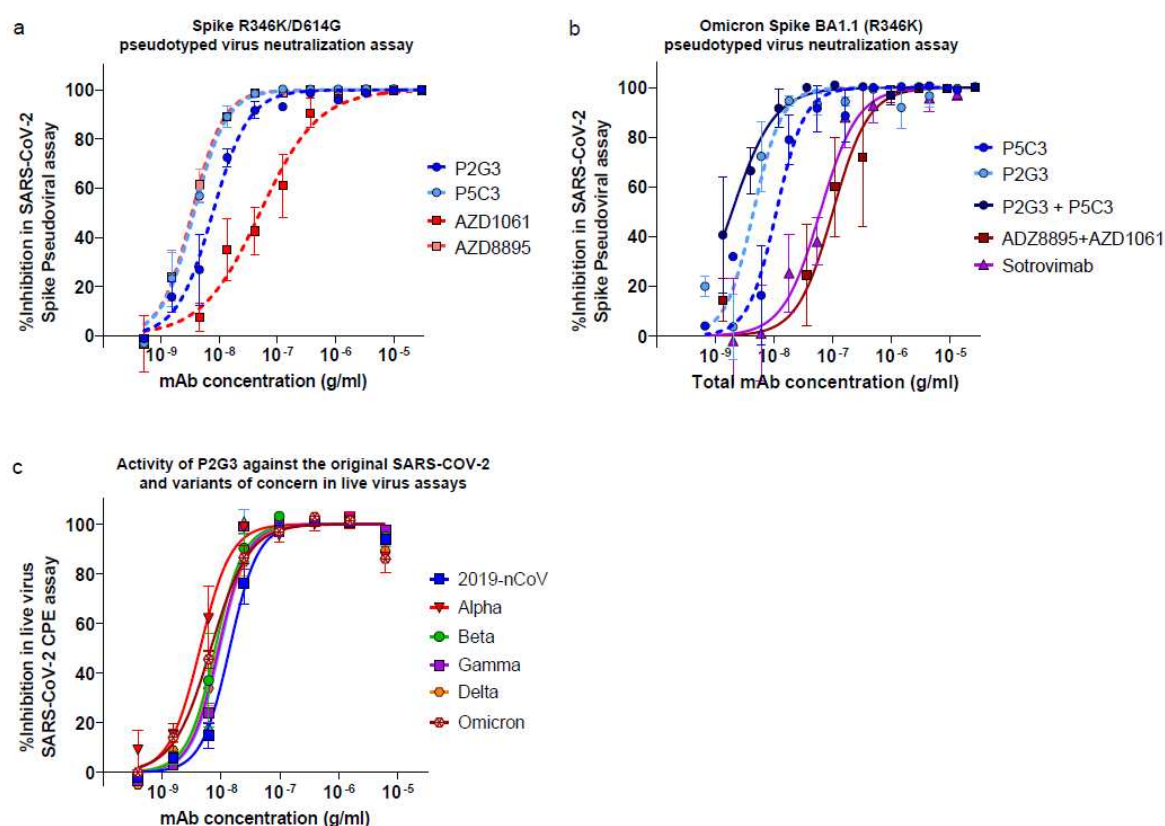 a
Spike R346K/D614G
pseudotyped virus neutralization assay
%Inhibition in SARS-CoV-2
Spike Pseudoviral assay
100
80
60
40
20
0
10-9
10-8
10-7
10-6
10-5
mAb concentration (g/ml)
P2G3
P5C3
AZD1061
AZD8895
b
Omicron Spike BA1.1 (R346K)
pseudotyped virus neutralization assay
%Inhibition in SARS-CoV-2
Spike Pseudoviral assay
100
80
60
40
20
0
10-9
10-8
10-7
10-6
10-5
Total mAb concentration (g/ml)
P5C3
P2G3
P2G3 + P5C3
ADZ8895+AZD1061
Sotrovimab
c
Activity of P2G3 against the original SARS-COV-2
and variants of concern in live virus assays
%Inhibition in live virus
SARS-CoV-2 CPE assay
100
80
60
40
20
0
10-9
10-8
10-7
10-6
10-5
mAb concentration (g/ml)
2019-nCoV
Alpha
Beta
Gamma
Delta
Omicron